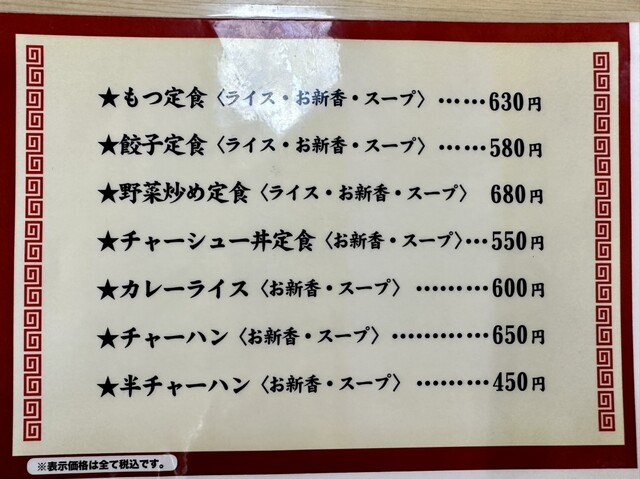 ★もつ定食〈ライス・お新香・スープ〉……630円
★餃子定食〈ライス・お新香・スープ〉…580円
★野菜炒め定食〈ライス・お新香・スープ〉 680円
★チャーシュー丼定食〈お新香・スープ〉…550円
★カレーライス〈お新香・スープ〉………600円
★チャーハン〈お新香・スープ〉…………650円
★半チャーハン〈お新香・スープ〉………450円
※表示価格は全て税込です。